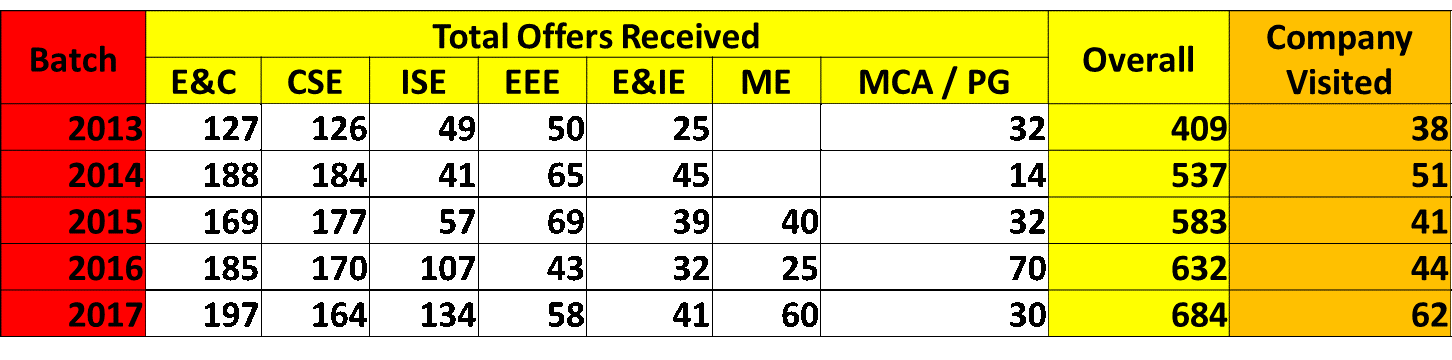 Batch Total Offers Received Overall Company Visited
E&C CSE ISE EEE E&IE ME MCA / PG
2013 127 126 49 50 25 32 409 38
2014 188 184 41 65 45 14 537 51
2015 169 177 57 69 39 40 32 583 41
2016 185 170 107 43 32 25 70 632 44
2017 197 164 134 58 41 60 30 684 62